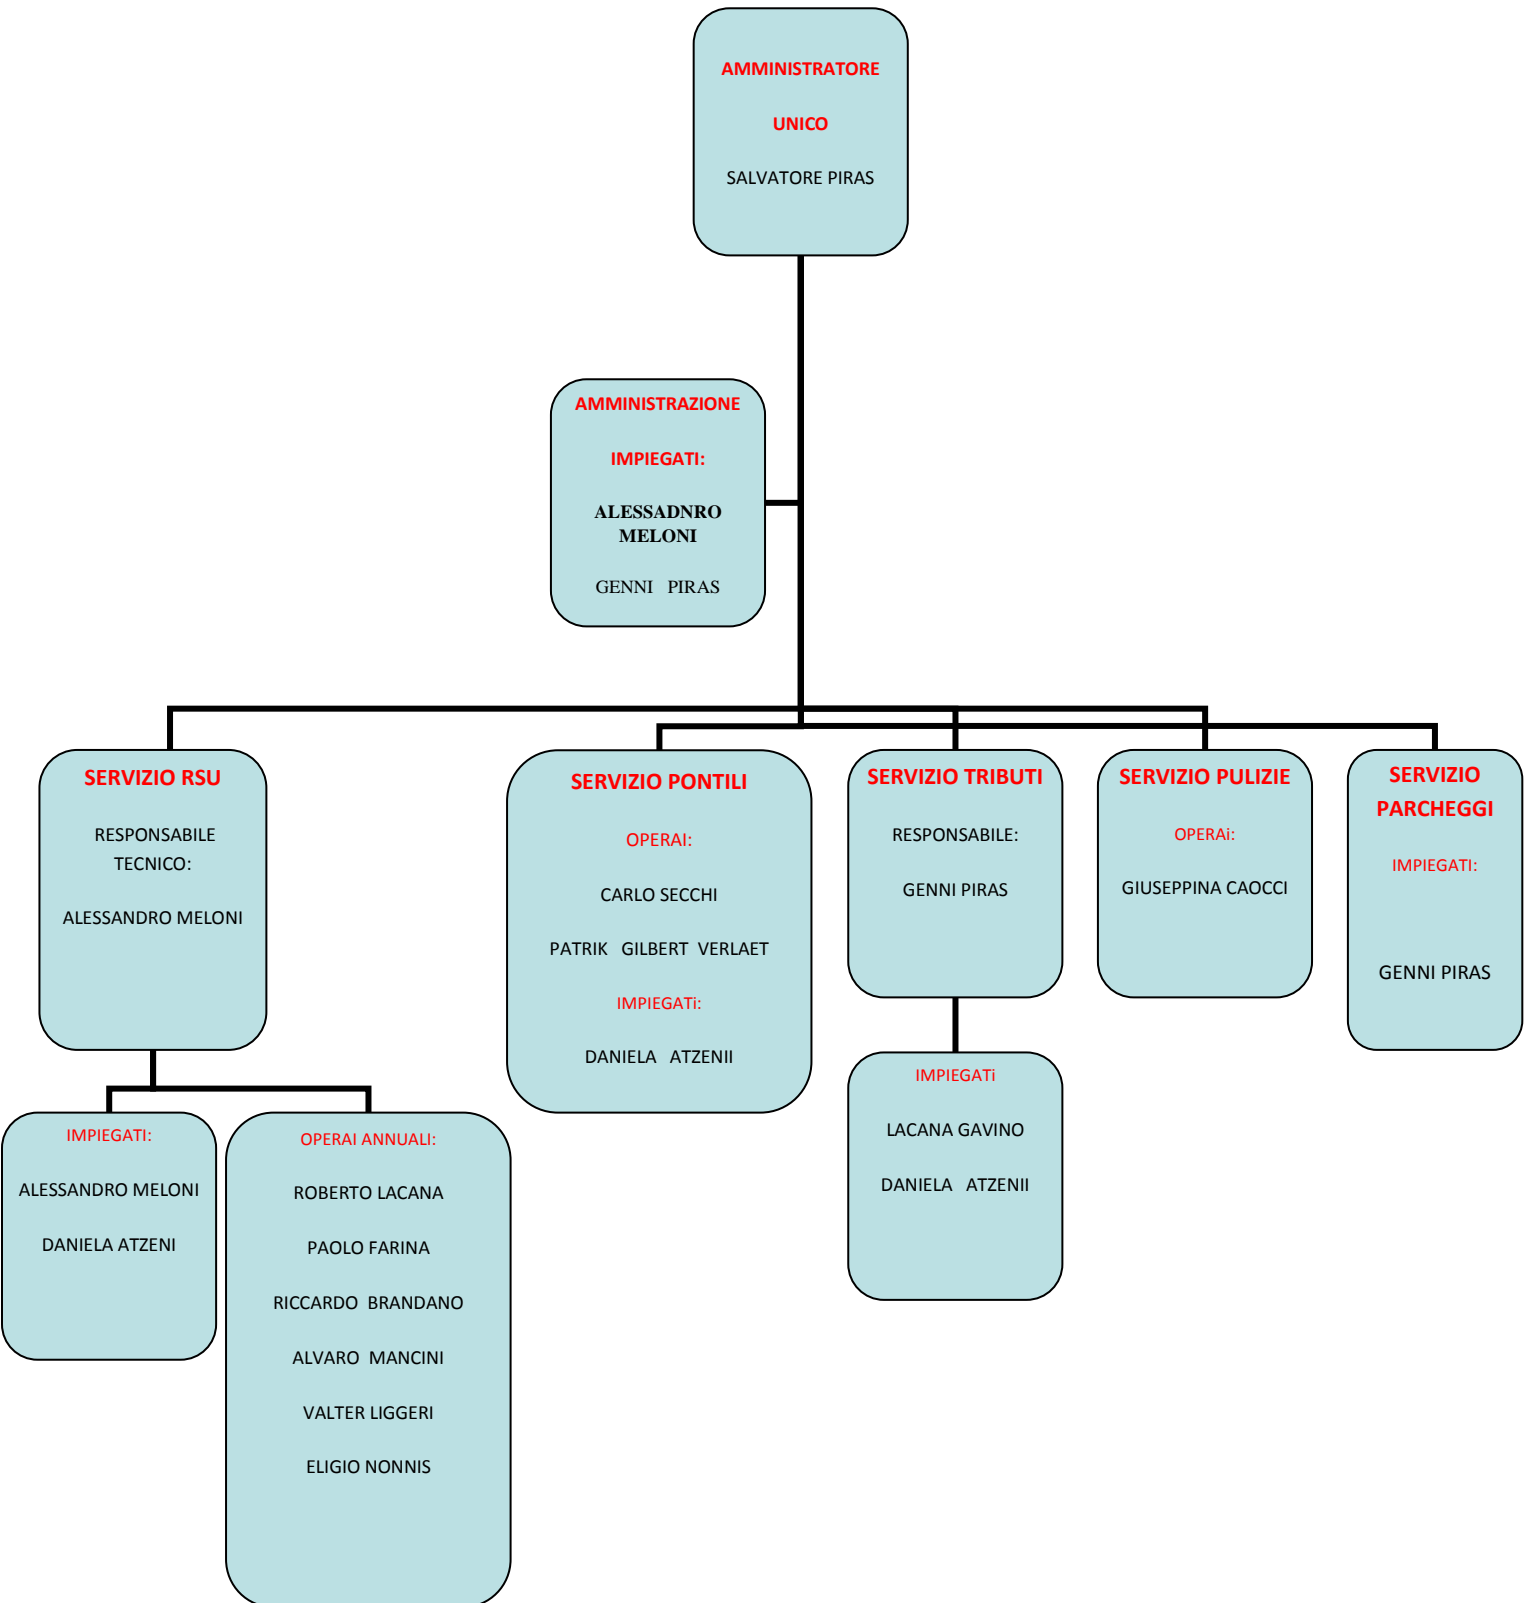 AMMINISTRATORE
UNICO
SALVATORE PIRAS
AMMINISTRAZIONE
IMPIEGATI:
ALESSADNRO
MELONI
GENNI PIRAS
SERVIZIO RSU
RESPONSABILE
TECNICO:
ALESSANDRO MELONI
SERVIZIO PONTILI
OPERAI:
CARLO SECCHI
PATRIK GILBERT VERLAET
IMPIEGATi:
DANIELA ATZENII
SERVIZIO TRIBUTI
RESPONSABILE:
GENNI PIRAS
SERVIZIO PULIZIE
OPERAi:
GIUSEPPINA CAOCCI
SERVIZIO
PARCHEGGI
IMPIEGATI:
GENNI PIRAS
IMPIEGATI:
ALESSANDRO MELONI
DANIELA ATZENI
OPERAI ANNUALI:
ROBERTO LACANA
PAOLO FARINA
RICCARDO BRANDANO
ALVARO MANCINI
VALTER LIGGERI
ELIGIO NONNIS
IMPIEGATi
LACANA GAVINO
DANIELA ATZENII